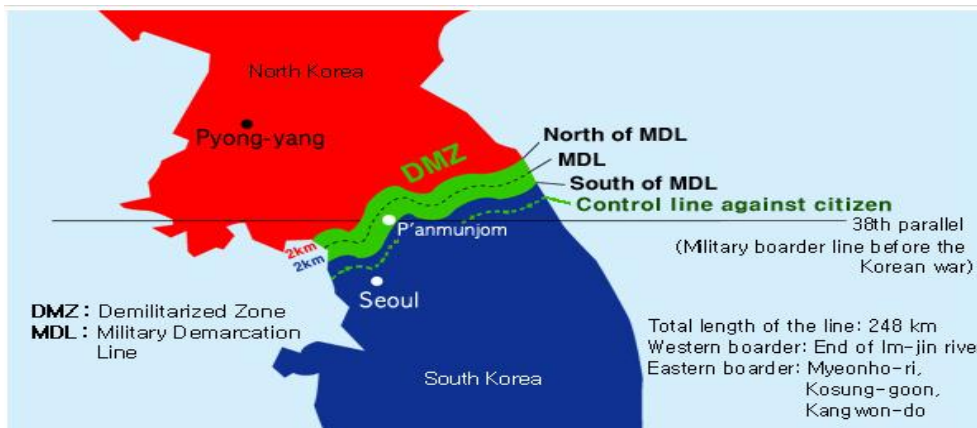 North Korea
Pyong-yang
DMZ
North of MDL
MDL
South of MDL
Control line against citizen
38th parallel
(Military boarder line before the
Korean war)
P'anmunjom
2km
2km
Seoul
DMZ : Demilitarized Zone
MDL : Military Demarcation
Line
South Korea
Total length of the line: 248 km
Western boarder: End of Im-jin river
Eastern boarder: Myeonho-ri,
Kosung-goon,
Kangwon-do